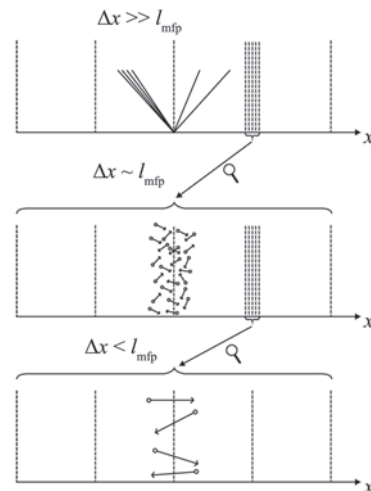 Δx >> l_mfp
x
Δx ~ l_mfp
x
Δx < l_mfp
x